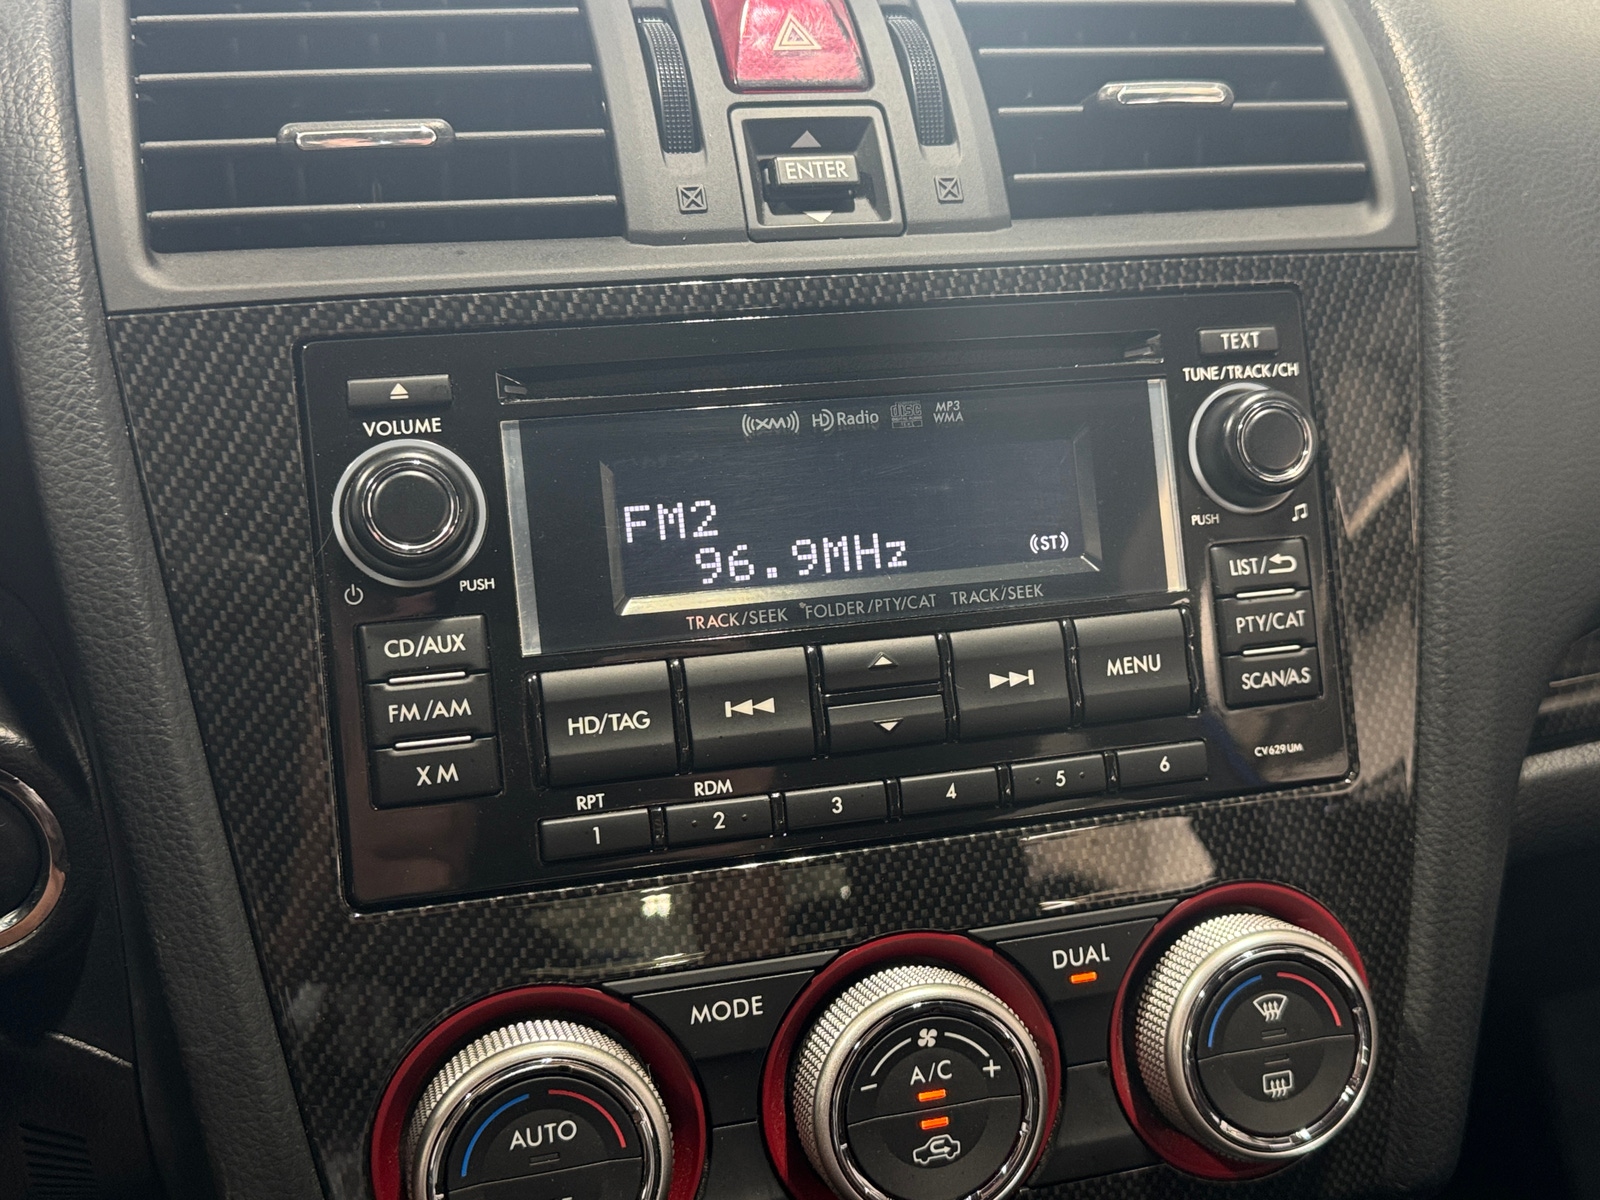 ENTER
TEXT
TUNE/TRACK/CH
VOLUME
((XM)) HD Radio disc MP3
WMA
FM2
96.9MHz (ST)
PUSH
PUSH
TRACK/SEEK FOLDER/PTY/CAT TRACK/SEEK
LIST/
CD/AUX
PTY/CAT
MENU
SCAN/A.S
FM/AM
HD/TAG
XM
CV629UM
RPT RDM
1 2 3 4 5 6
DUAL
MODE
A/C
- +
AUTO